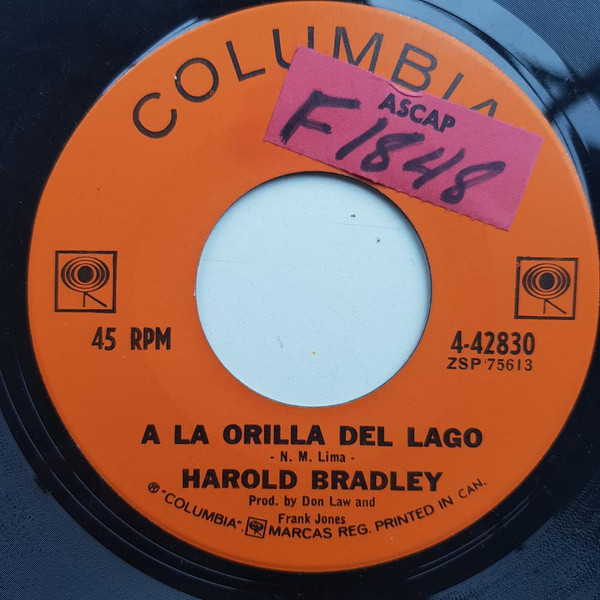 COLUMBIA
ASCAP
F1848
45 RPM
4-42830
ZSP 75613
A LA ORILLA DEL LAGO
- N. M. Lima -
HAROLD BRADLEY
Prod. by Don Law and
Frank Jones
® "COLUMBIA", MARCAS REG. PRINTED IN CAN.